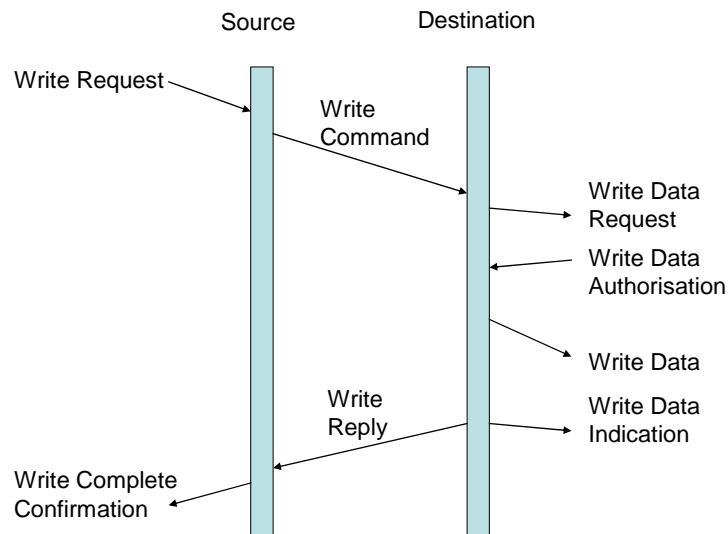 Source
Destination
Write Request
Write
Command
Write Data
Request
Write Data
Authorisation
Write Data
Write
Reply
Write Data
Indication
Write Complete
Confirmation